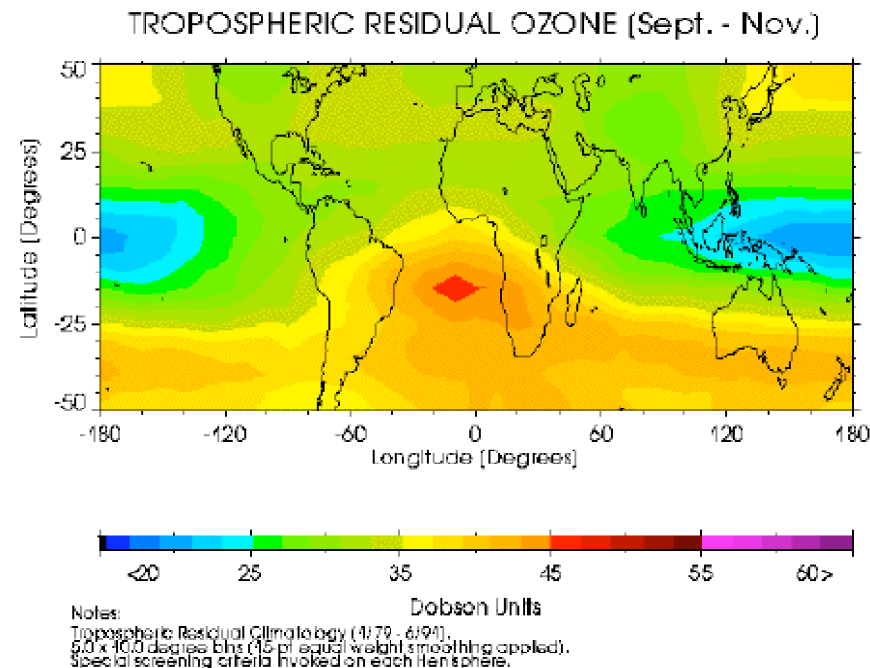 TROPOSPHERIC RESIDUAL OZONE (Sept. - Nov.)
50
25
0
-25
-50
Latitude (Degrees)
-180 -120 -60 0 60 120 180
Longitude (Degrees)
<20 25 35 45 55 60>
Dobson Units
Notes:
Tropospheric Residual Climatology (1/79 - 6/91).
5.0 x 10.0 degree bins (15-pt equal weight smoothing applied).
Special screening criteria invoked on each Hemisphere.